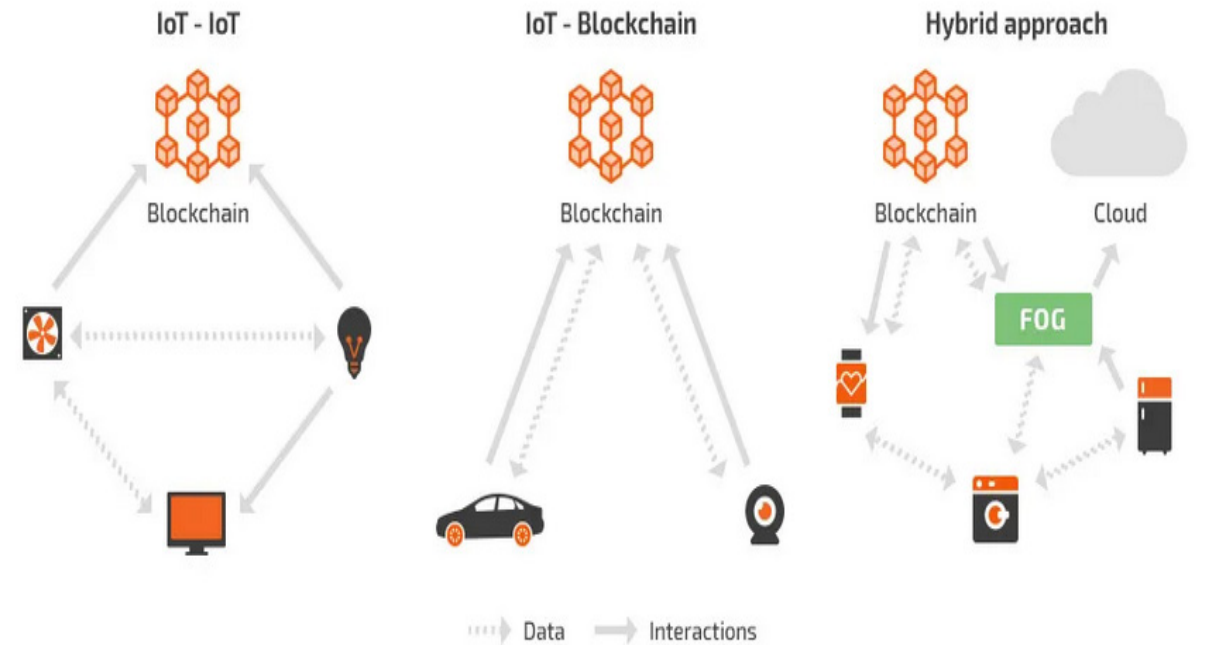 IoT - IoT
IoT - Blockchain
Hybrid approach
Blockchain
Blockchain
Blockchain
Cloud
FOG
Data
Interactions